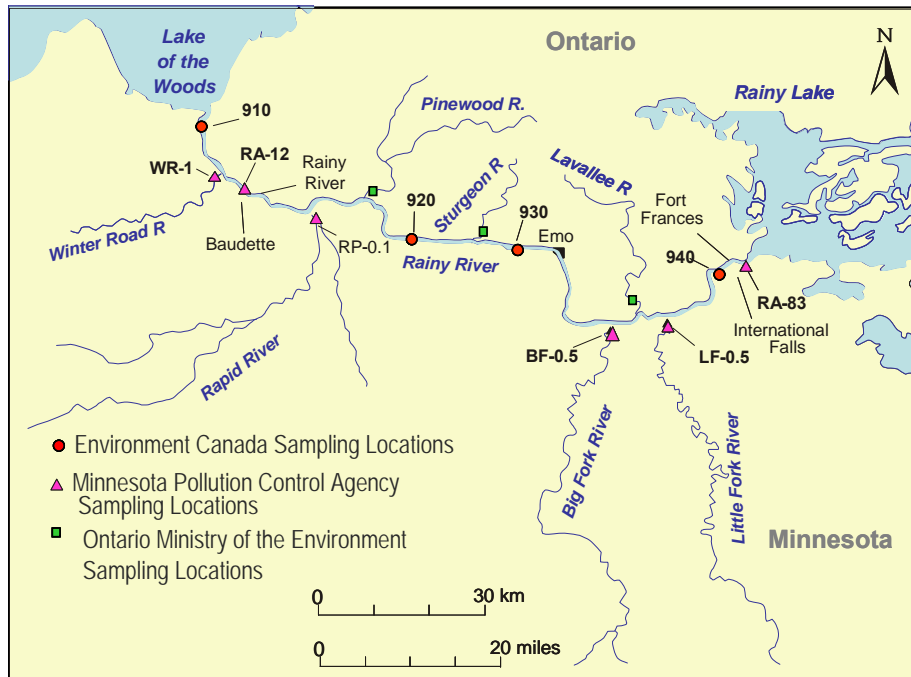 Lake
of the
Woods
Ontario
N
Rainy Lake
910
Pinewood R.
WR-1
RA-12
Rainy
River
Sturgeon R
Lavallee R
Fort
Frances
920
930
Emo
940
Winter Road R
Baudette
RP-0.1
Rainy River
RA-83
International
Falls
BF-0.5
LF-0.5
Rapid River
Big Fork River
Little Fork River
Minnesota
Environment Canada Sampling Locations
Minnesota Pollution Control Agency
Sampling Locations
Ontario Ministry of the Environment
Sampling Locations
0 30 km
0 20 miles